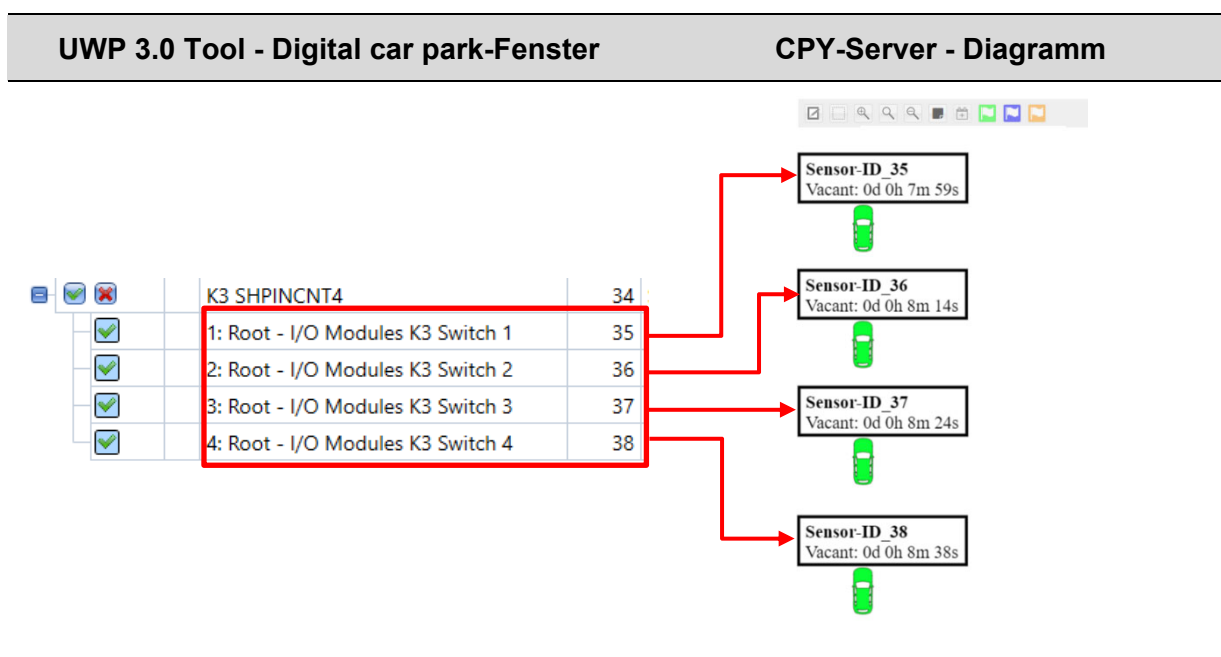 UWP 3.0 Tool - Digital car park-Fenster
CPY-Server - Diagramm
K3 SHPINCNT4 34
1: Root - I/O Modules K3 Switch 1 35
2: Root - I/O Modules K3 Switch 2 36
3: Root - I/O Modules K3 Switch 3 37
4: Root - I/O Modules K3 Switch 4 38
Sensor-ID_35
Vacant: 0d 0h 7m 59s
Sensor-ID_36
Vacant: 0d 0h 8m 14s
Sensor-ID_37
Vacant: 0d 0h 8m 24s
Sensor-ID_38
Vacant: 0d 0h 8m 38s